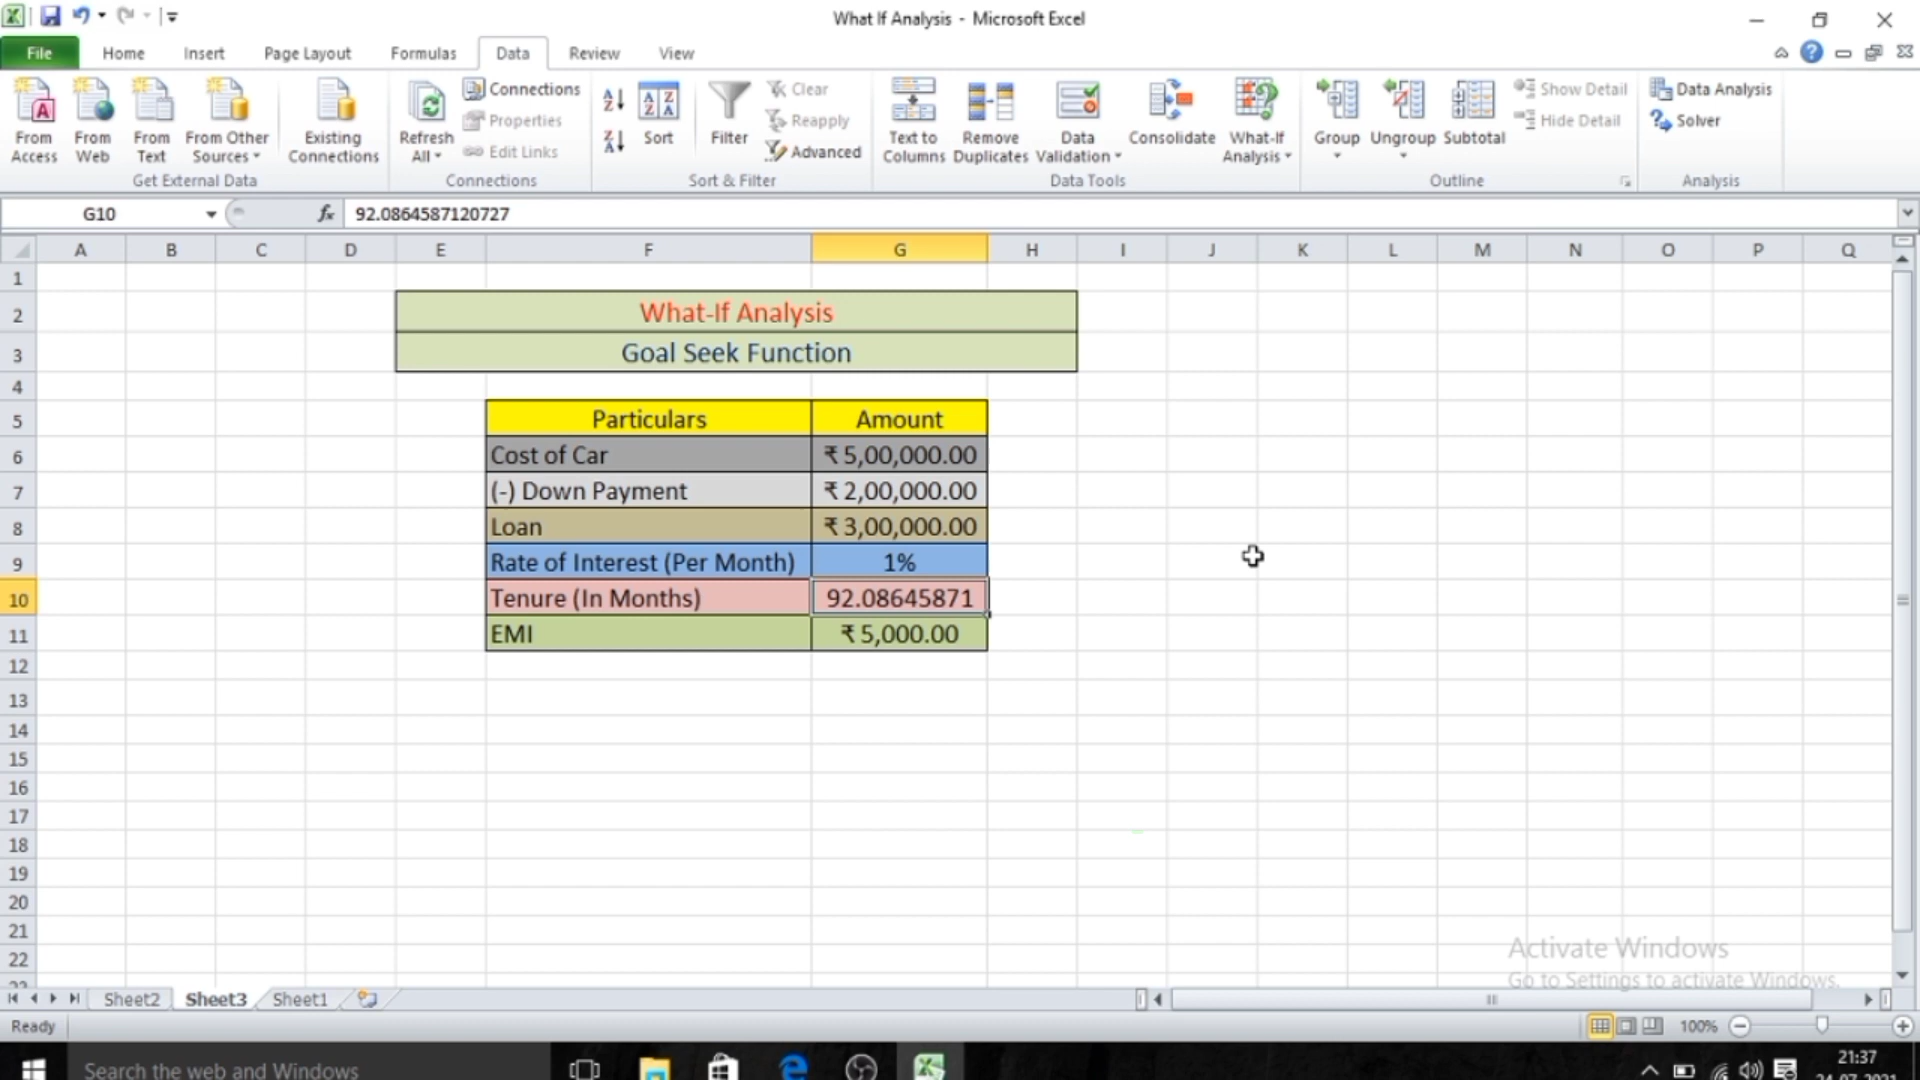 What If Analysis - Microsoft Excel
File Home Insert Page Layout Formulas Data Review View
From Access
From Web
From Text
From Other Sources
Existing Connections
Get External Data
Refresh All
Connections
Properties
Edit Links
Connections
Sort
Filter
Clear
Reapply
Advanced
Sort & Filter
Text to Columns
Remove Duplicates
Data Validation
Consolidate
What-If Analysis
Data Tools
Group
Ungroup
Subtotal
Show Detail
Hide Detail
Outline
Data Analysis
Solver
Analysis
G10 fx 92.0864587120727
A B C D E F G H I J K L M N O P Q
1
2 What-If Analysis
3 Goal Seek Function
4
5 Particulars Amount
6 Cost of Car ₹ 5,00,000.00
7 (-) Down Payment ₹ 2,00,000.00
8 Loan ₹ 3,00,000.00
9 Rate of Interest (Per Month) 1%
10 Tenure (In Months) 92.08645871
11 EMI ₹ 5,000.00
12
13
14
15
16
17
18
19
20
21
22
Activate Windows
Go to Settings to activate Windows.
Sheet2 Sheet3 Sheet1
Ready 100%
Search the web and Windows
21:37